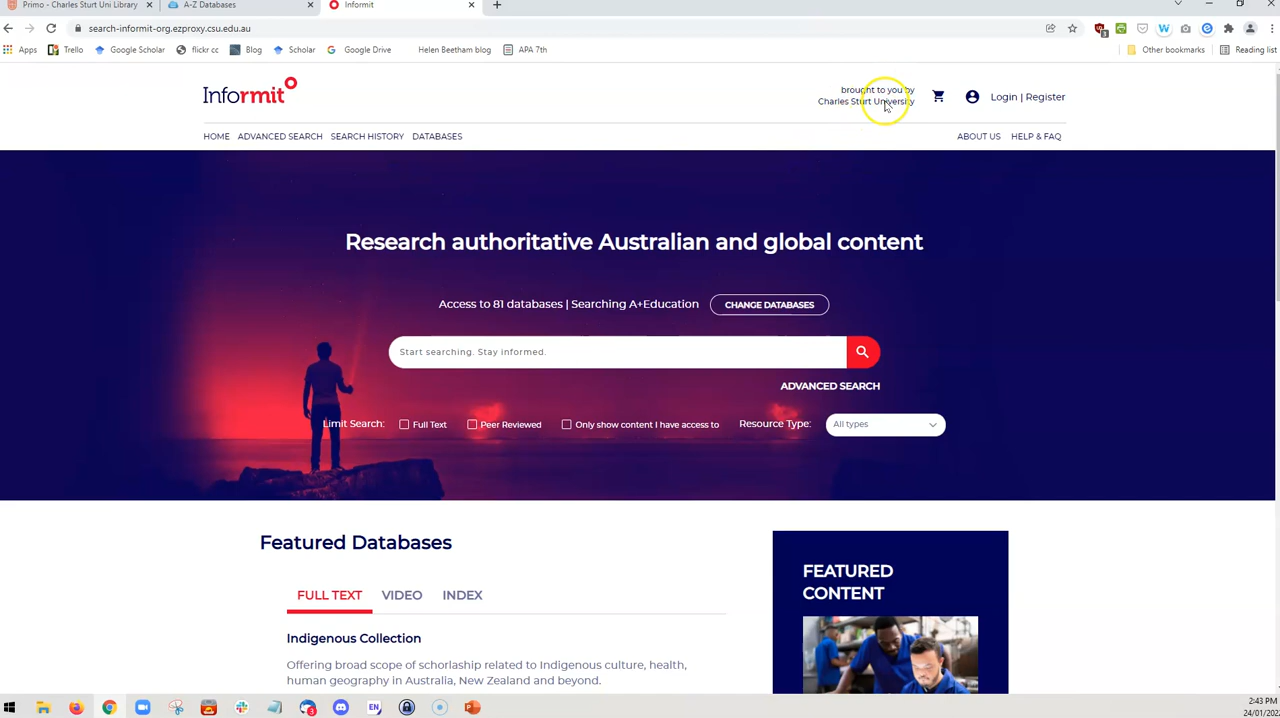 Primo - Charles Sturt Uni Library
A-Z Databases
Informit
search-informit-org.ezproxy.csu.edu.au
Apps
Trello
Google Scholar
flickr cc
Blog
Scholar
Google Drive
Helen Beetham blog
APA 7th
Other bookmarks
Reading list
Informit
brought to you by
Charles Sturt University
Login | Register
HOME ADVANCED SEARCH SEARCH HISTORY DATABASES ABOUT US HELP & FAQ
Research authoritative Australian and global content
Access to 81 databases | Searching A+Education CHANGE DATABASES
Start searching. Stay informed.
ADVANCED SEARCH
Limit Search: Full Text Peer Reviewed Only show content I have access to Resource Type: All types
Featured Databases
FULL TEXT VIDEO INDEX
Indigenous Collection
Offering broad scope of schorlaship related to Indigenous culture, health,
human geography in Australia, New Zealand and beyond.
FEATURED
CONTENT
2:43 PM